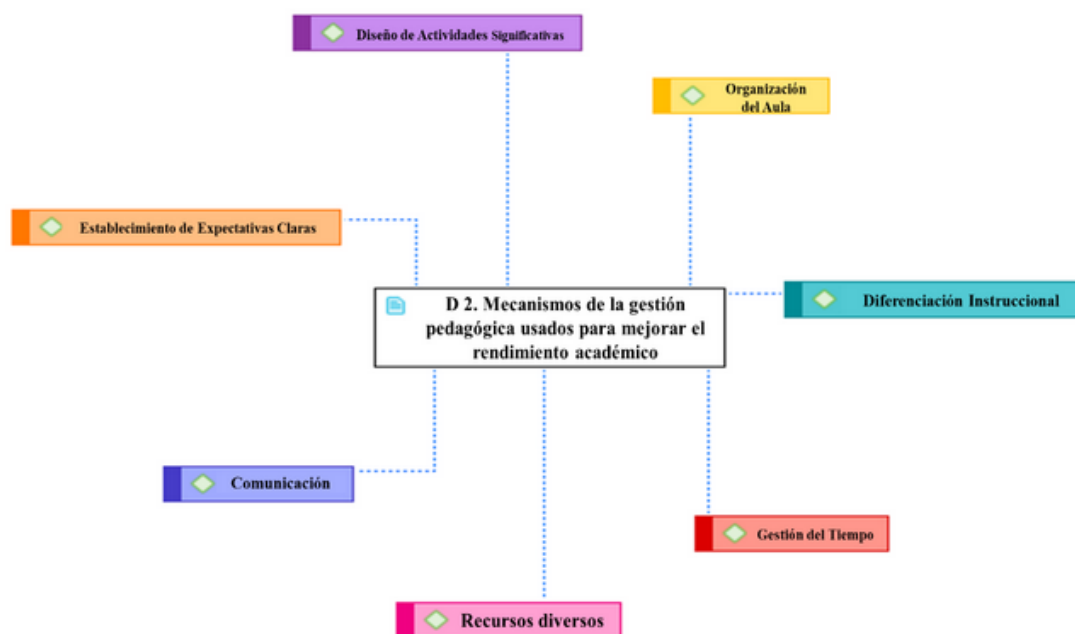 Diseño de Actividades Significativas
Organización
del Aula
Establecimiento de Expectativas Claras
Diferenciación Instruccional
D 2. Mecanismos de la gestión
pedagógica usados para mejorar el
rendimiento académico
Comunicación
Gestión del Tiempo
Recursos diversos